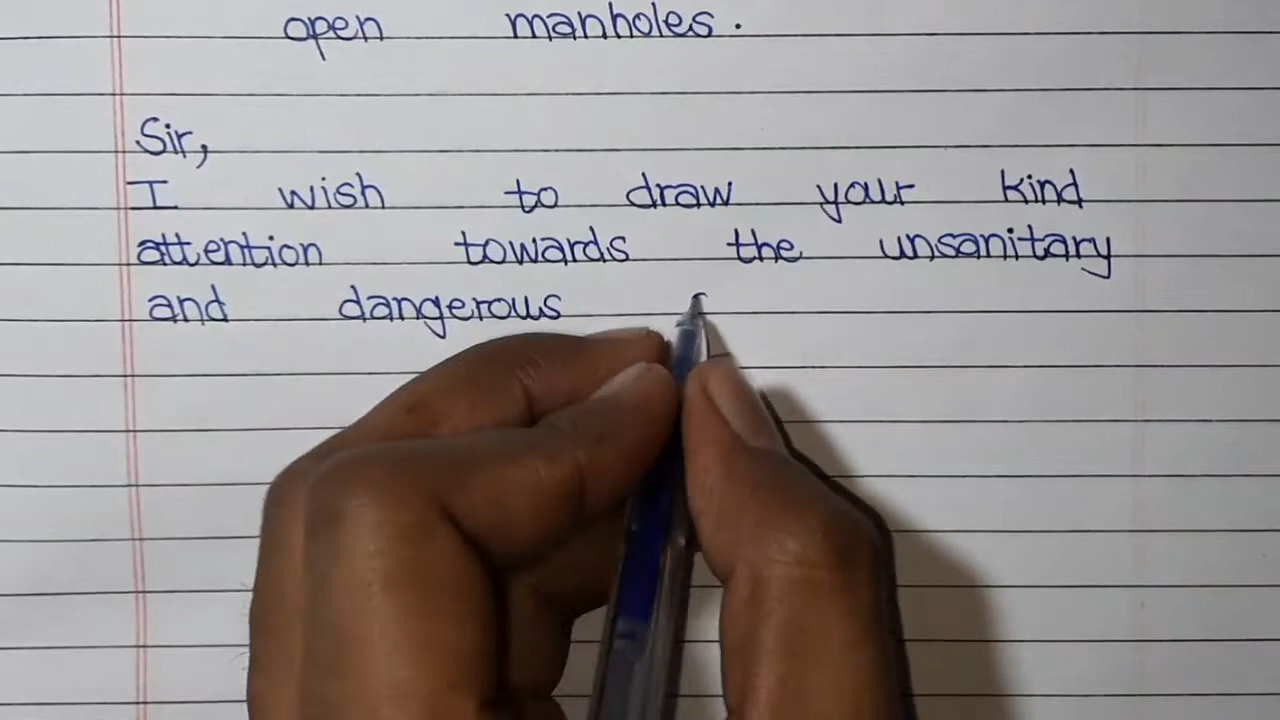 open manholes.
Sir,
I wish to draw your kind
attention towards the unsanitary
and dangerous